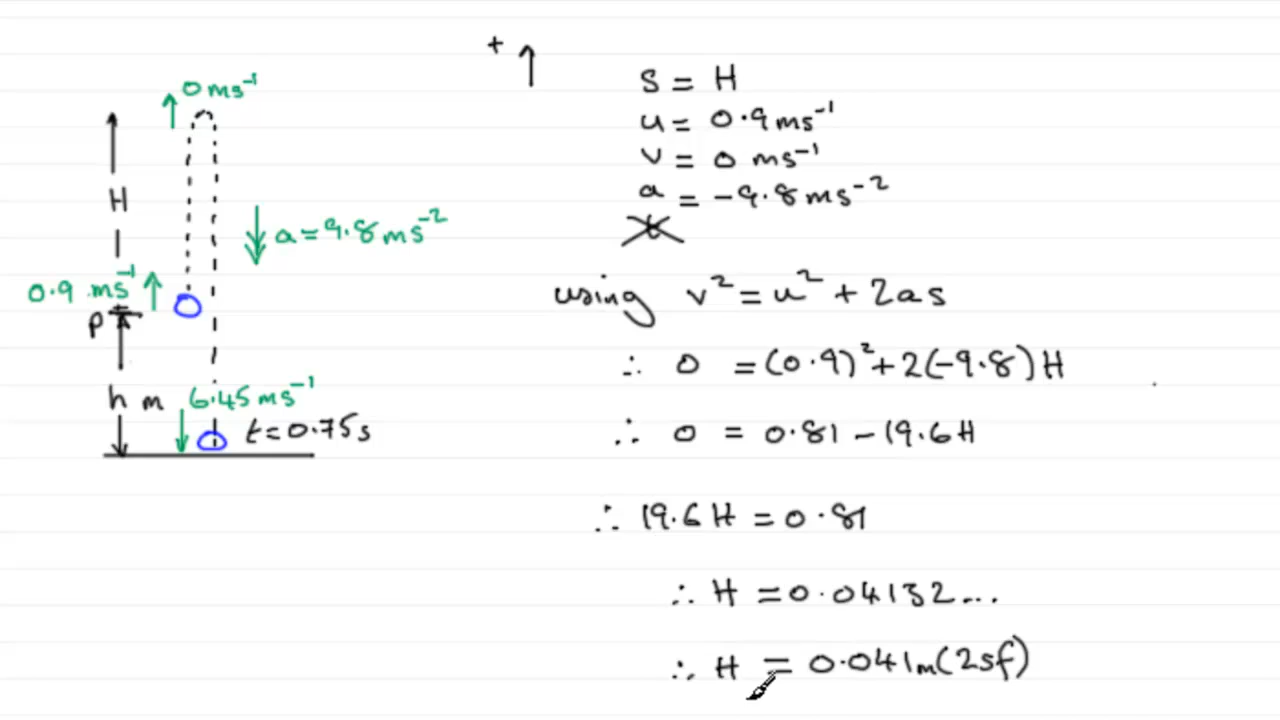 + ↑
0 ms⁻¹
H
a = 9.8 ms⁻²
0.9 ms⁻¹
P
h m
6.45 ms⁻¹
t = 0.75 s
s = H
u = 0.9 ms⁻¹
v = 0 ms⁻¹
a = -9.8 ms⁻²
t
using v² = u² + 2as
∴ 0 = (0.9)² + 2(-9.8)H
∴ 0 = 0.81 - 19.6H
∴ 19.6H = 0.81
∴ H = 0.04132...
∴ H = 0.041m (2sf)